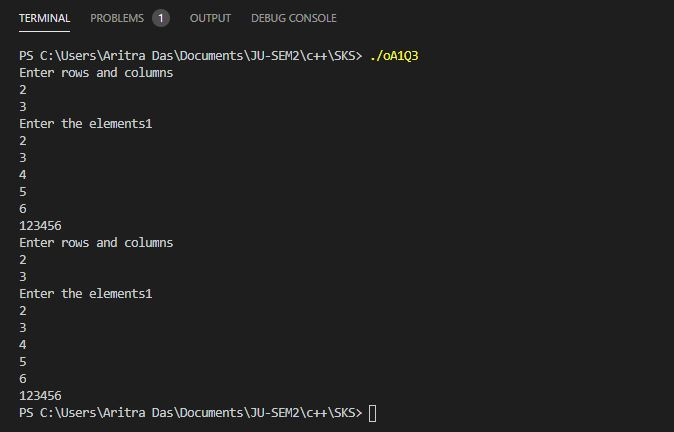 TERMINAL PROBLEMS 1 OUTPUT DEBUG CONSOLE
PS C:\Users\Aritra Das\Documents\JU-SEM2\c++\SKS> ./oA1Q3
Enter rows and columns
2
3
Enter the elements1
2
3
4
5
6
123456
Enter rows and columns
2
3
Enter the elements1
2
3
4
5
6
123456
PS C:\Users\Aritra Das\Documents\JU-SEM2\c++\SKS>